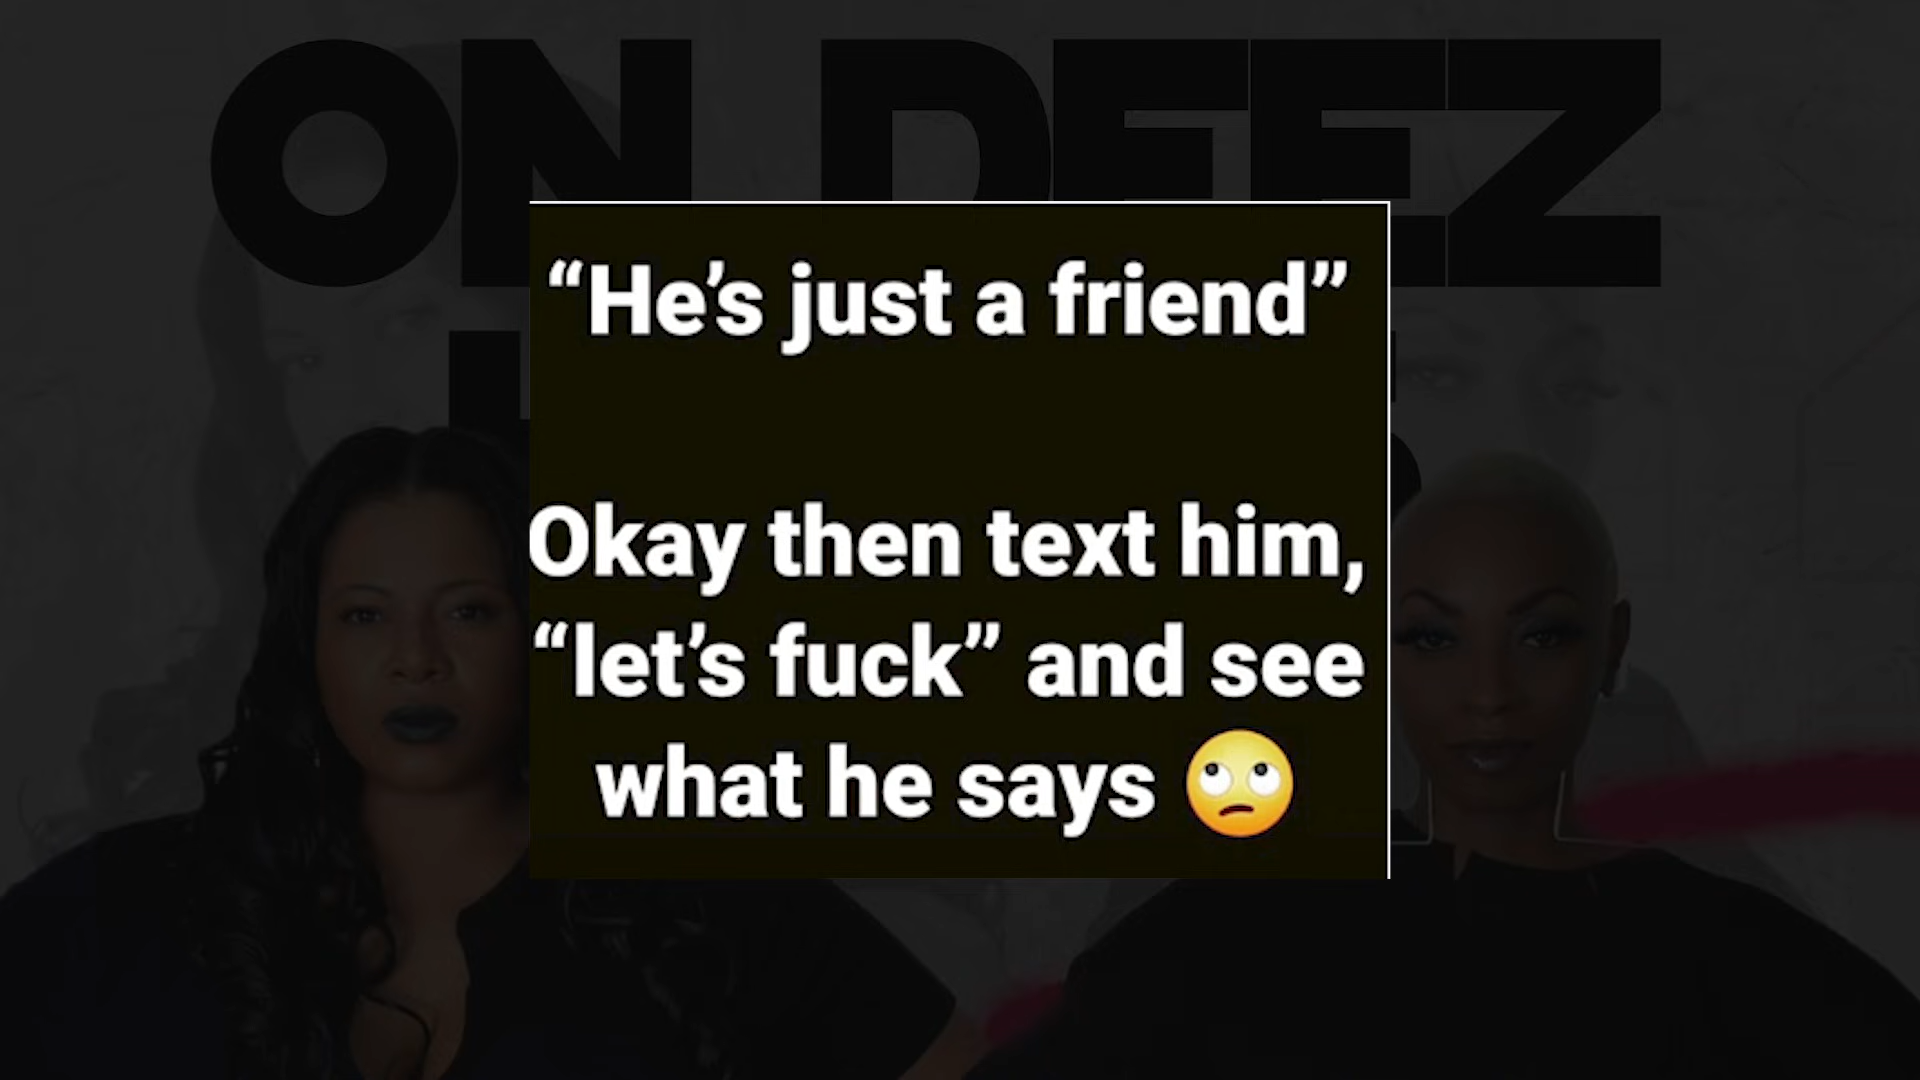 ON DEEZ
“He’s just a friend”
Okay then text him,
“let’s fuck” and see
what he says 🙄